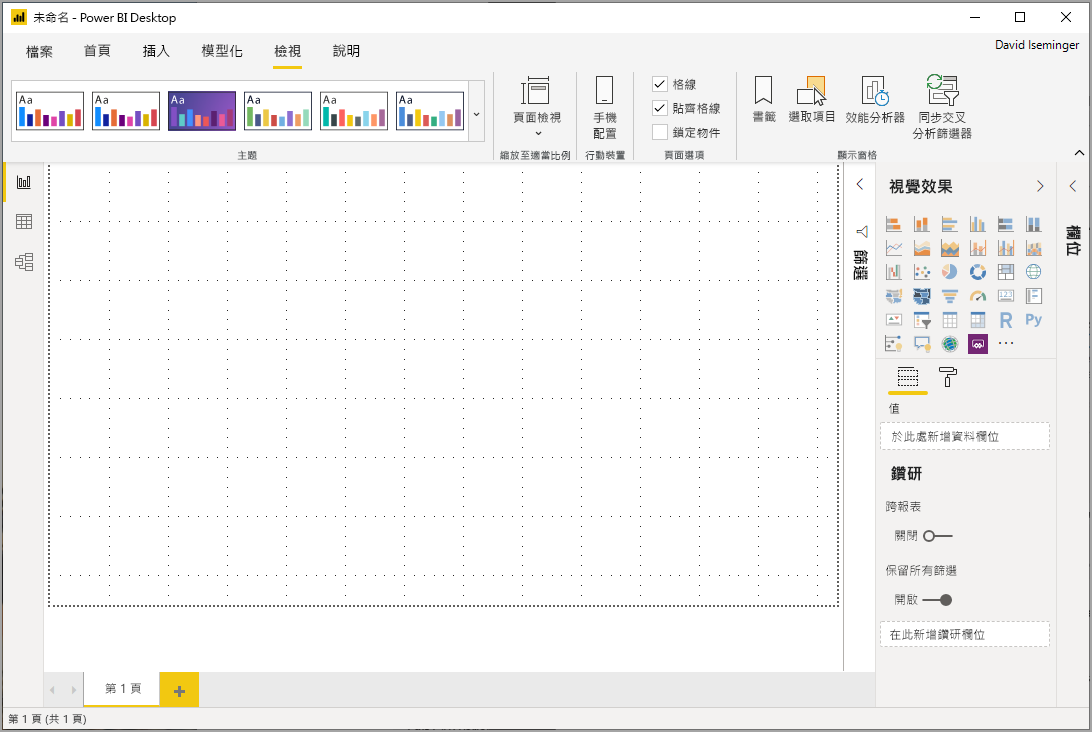 未命名 - Power BI Desktop
檔案 首頁 插入 模型化 檢視 說明
David Iseminger
Aa Aa Aa Aa Aa Aa
主題
頁面檢視
縮放至適當比例
手機
配置
行動裝置
格線
貼齊格線
鎖定物件
頁面選項
書籤
選取項目
效能分析器
同步交叉
分析篩選器
顯示窗格
篩選
視覺效果
123
R
Py
值
於此處新增資料欄位
鑽研
跨報表
關閉
保留所有篩選
開啟
在此新增鑽研欄位
欄位
第 1 頁
第 1 頁 (共 1 頁)